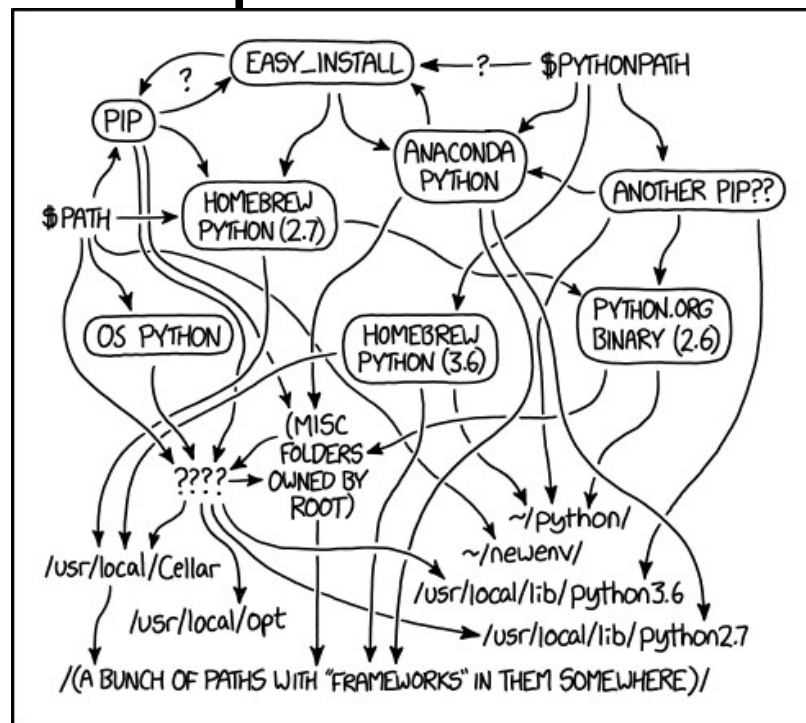 EASY_INSTALL
?
?
$PYTHONPATH
PIP
ANACONDA
PYTHON
ANOTHER PIP??
HOMEBREW
PYTHON (2.7)
$PATH
OS PYTHON
HOMEBREW
PYTHON (3.6)
PYTHON.ORG
BINARY (2.6)
(MISC
FOLDERS
OWNED BY
ROOT)
????
~/python/
~/newenv/
/usr/local/Cellar
/usr/local/lib/python3.6
/usr/local/opt
/usr/local/lib/python2.7
/(A BUNCH OF PATHS WITH "FRAMEWORKS" IN THEM SOMEWHERE)/